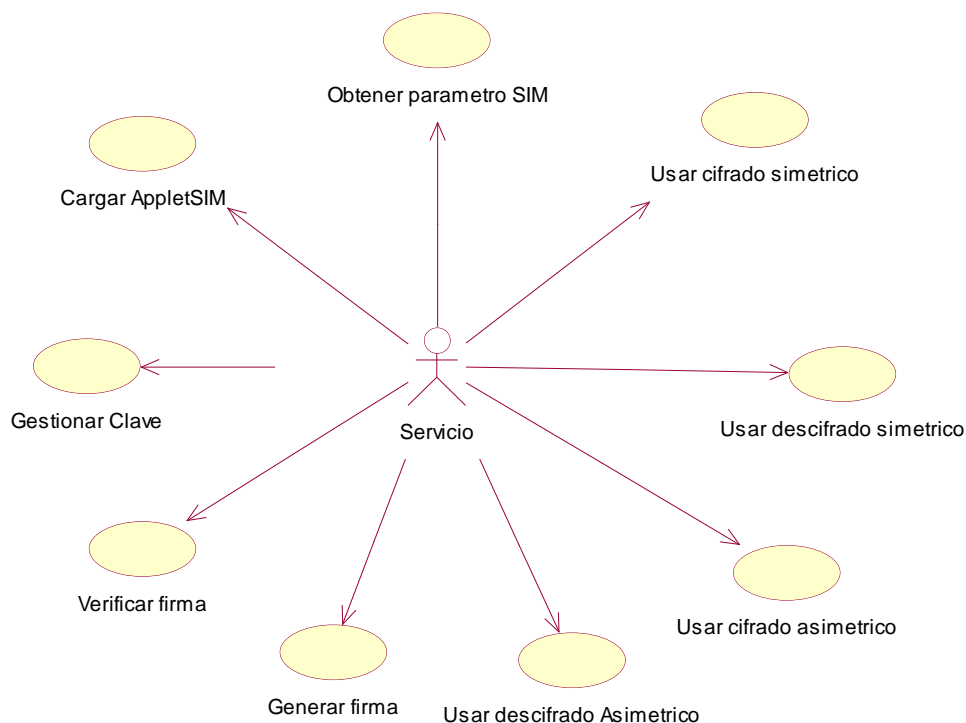 Obtener parametro SIM
Usar cifrado simetrico
Cargar AppletSIM
Gestionar Clave
Servicio
Usar descifrado simetrico
Verificar firma
Usar cifrado asimetrico
Generar firma
Usar descifrado Asimetrico